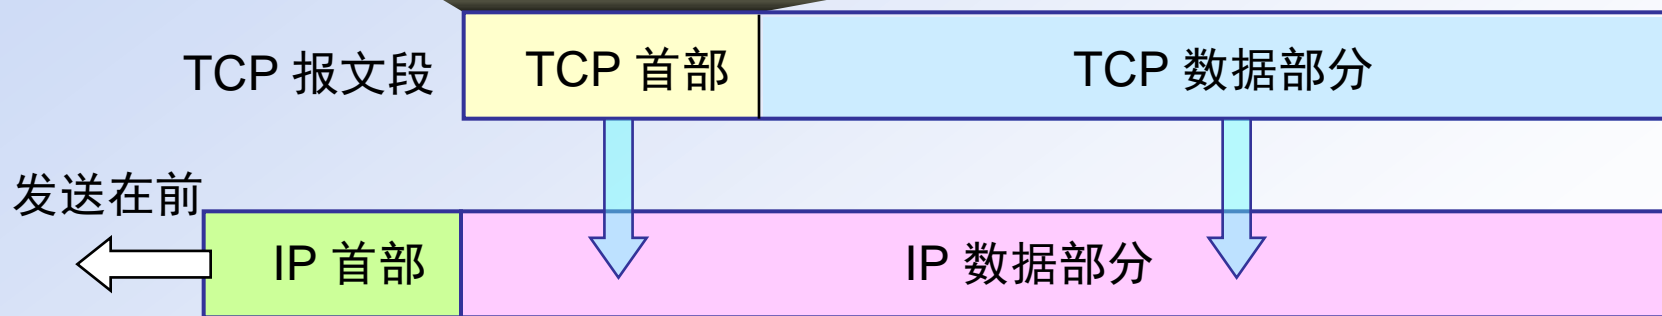 TCP 报文段
TCP 首部
TCP 数据部分
发送在前
IP 首部
IP 数据部分